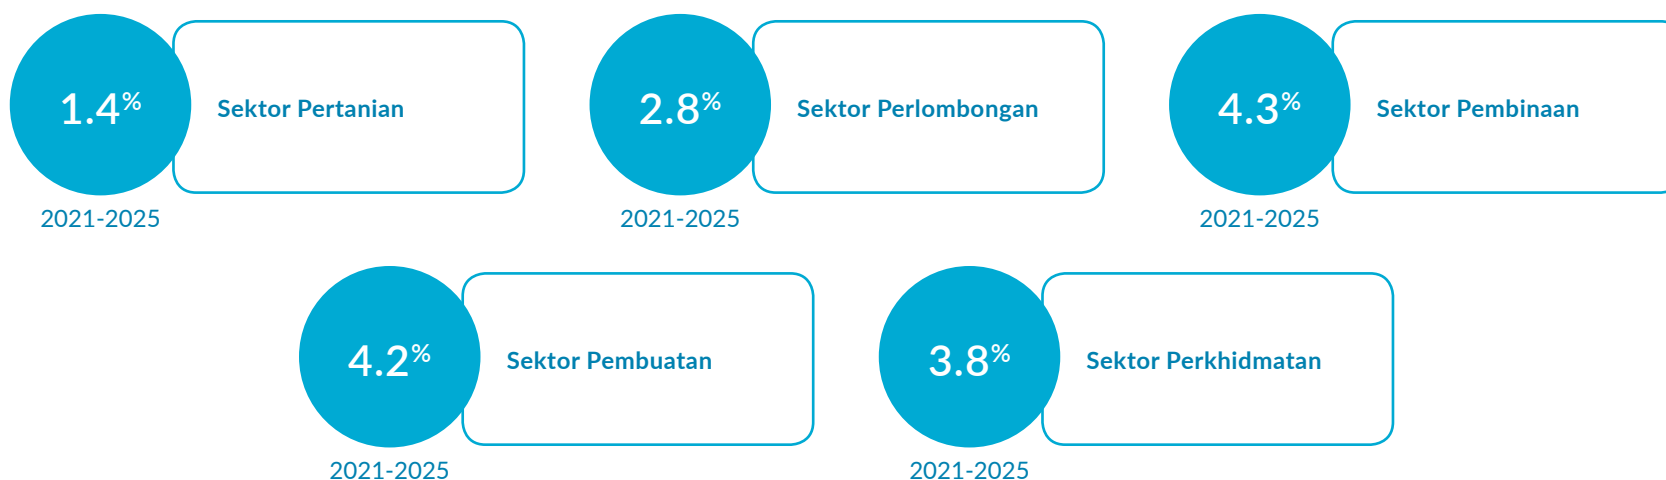 1.4%
Sektor Pertanian
2021-2025
2.8%
Sektor Perlombongan
2021-2025
4.3%
Sektor Pembinaan
2021-2025
4.2%
Sektor Pembuatan
2021-2025
3.8%
Sektor Perkhidmatan
2021-2025